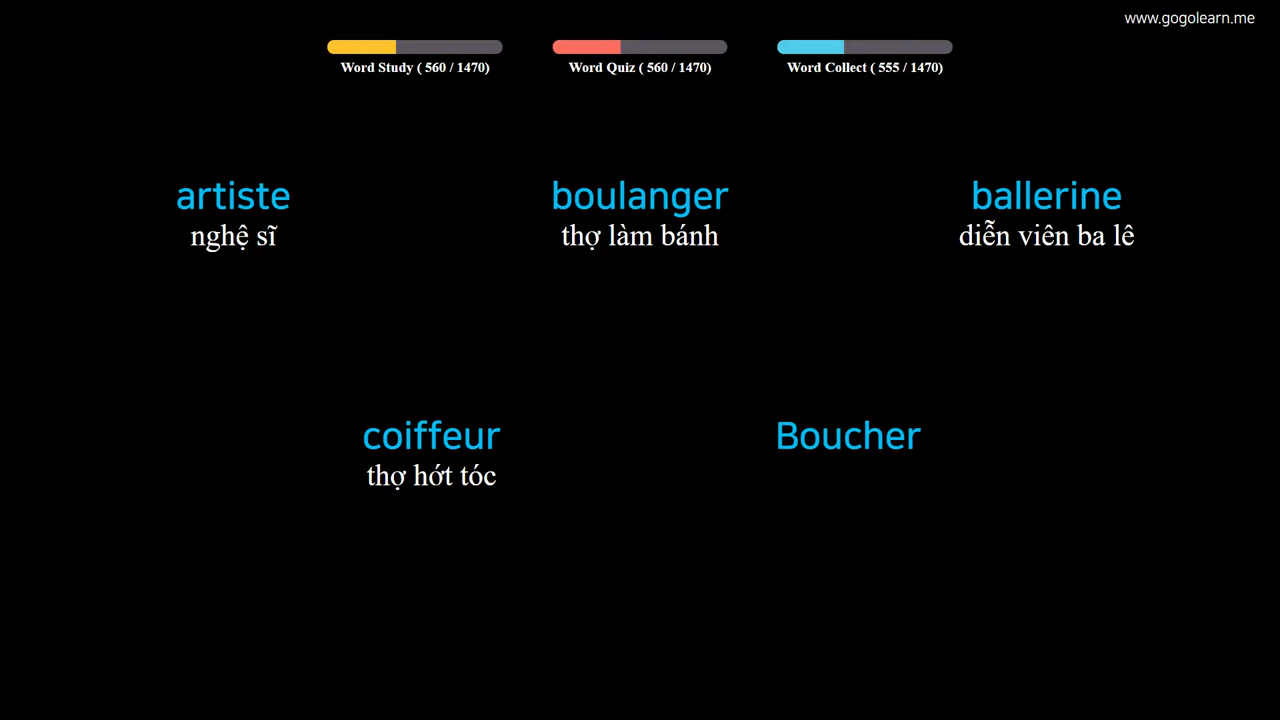 www.gogolearn.me
Word Study ( 560 / 1470)
Word Quiz ( 560 / 1470)
Word Collect ( 555 / 1470)
artiste
nghệ sĩ
boulanger
thợ làm bánh
ballerine
diễn viên ba lê
coiffeur
thợ hớt tóc
Boucher